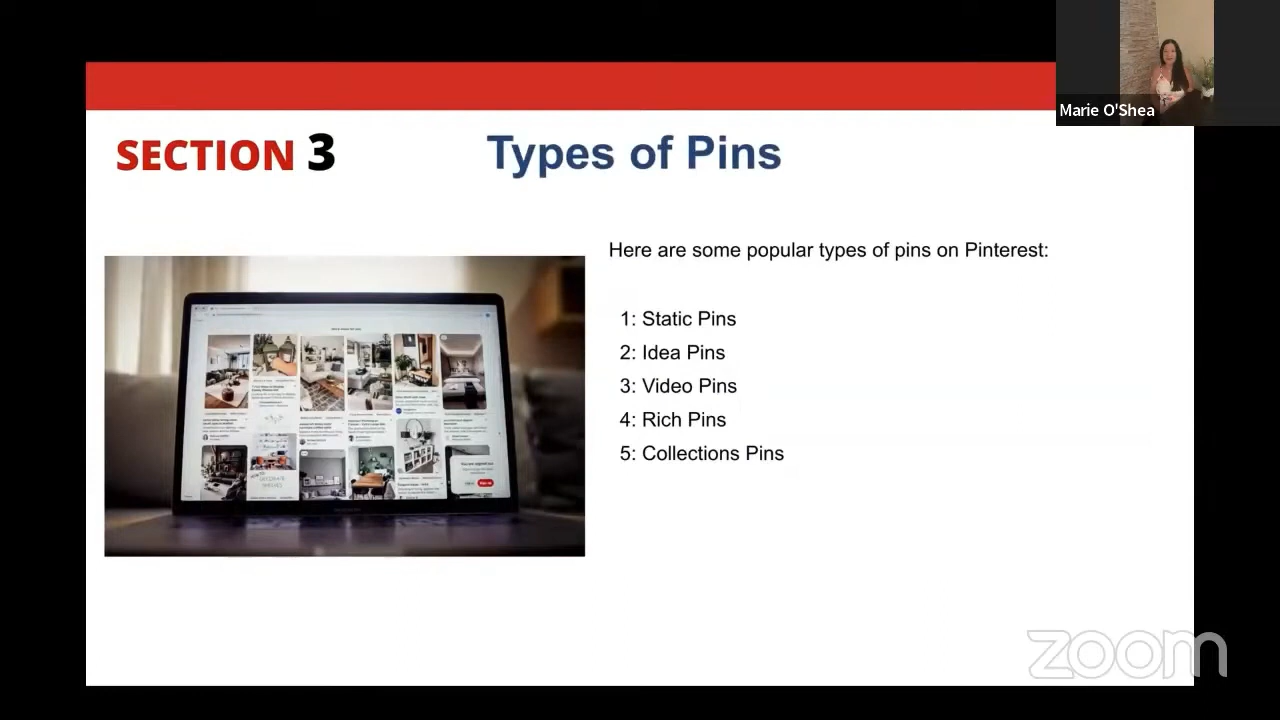 Marie O'Shea
SECTION 3
Types of Pins
Here are some popular types of pins on Pinterest:
1: Static Pins
2: Idea Pins
3: Video Pins
4: Rich Pins
5: Collections Pins
zoom